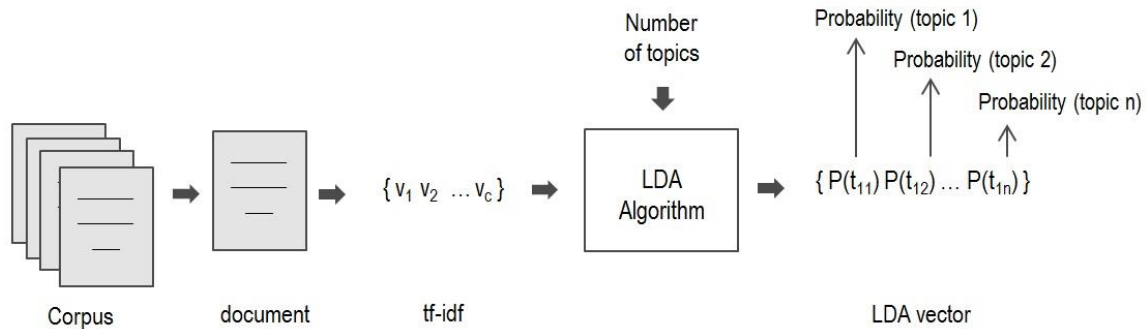 Number
of topics
Probability (topic 1)
Probability (topic 2)
Probability (topic n)
{ v1 v2 … vc }
LDA
Algorithm
{ P(t11) P(t12) … P(t1n) }
Corpus
document
tf-idf
LDA vector